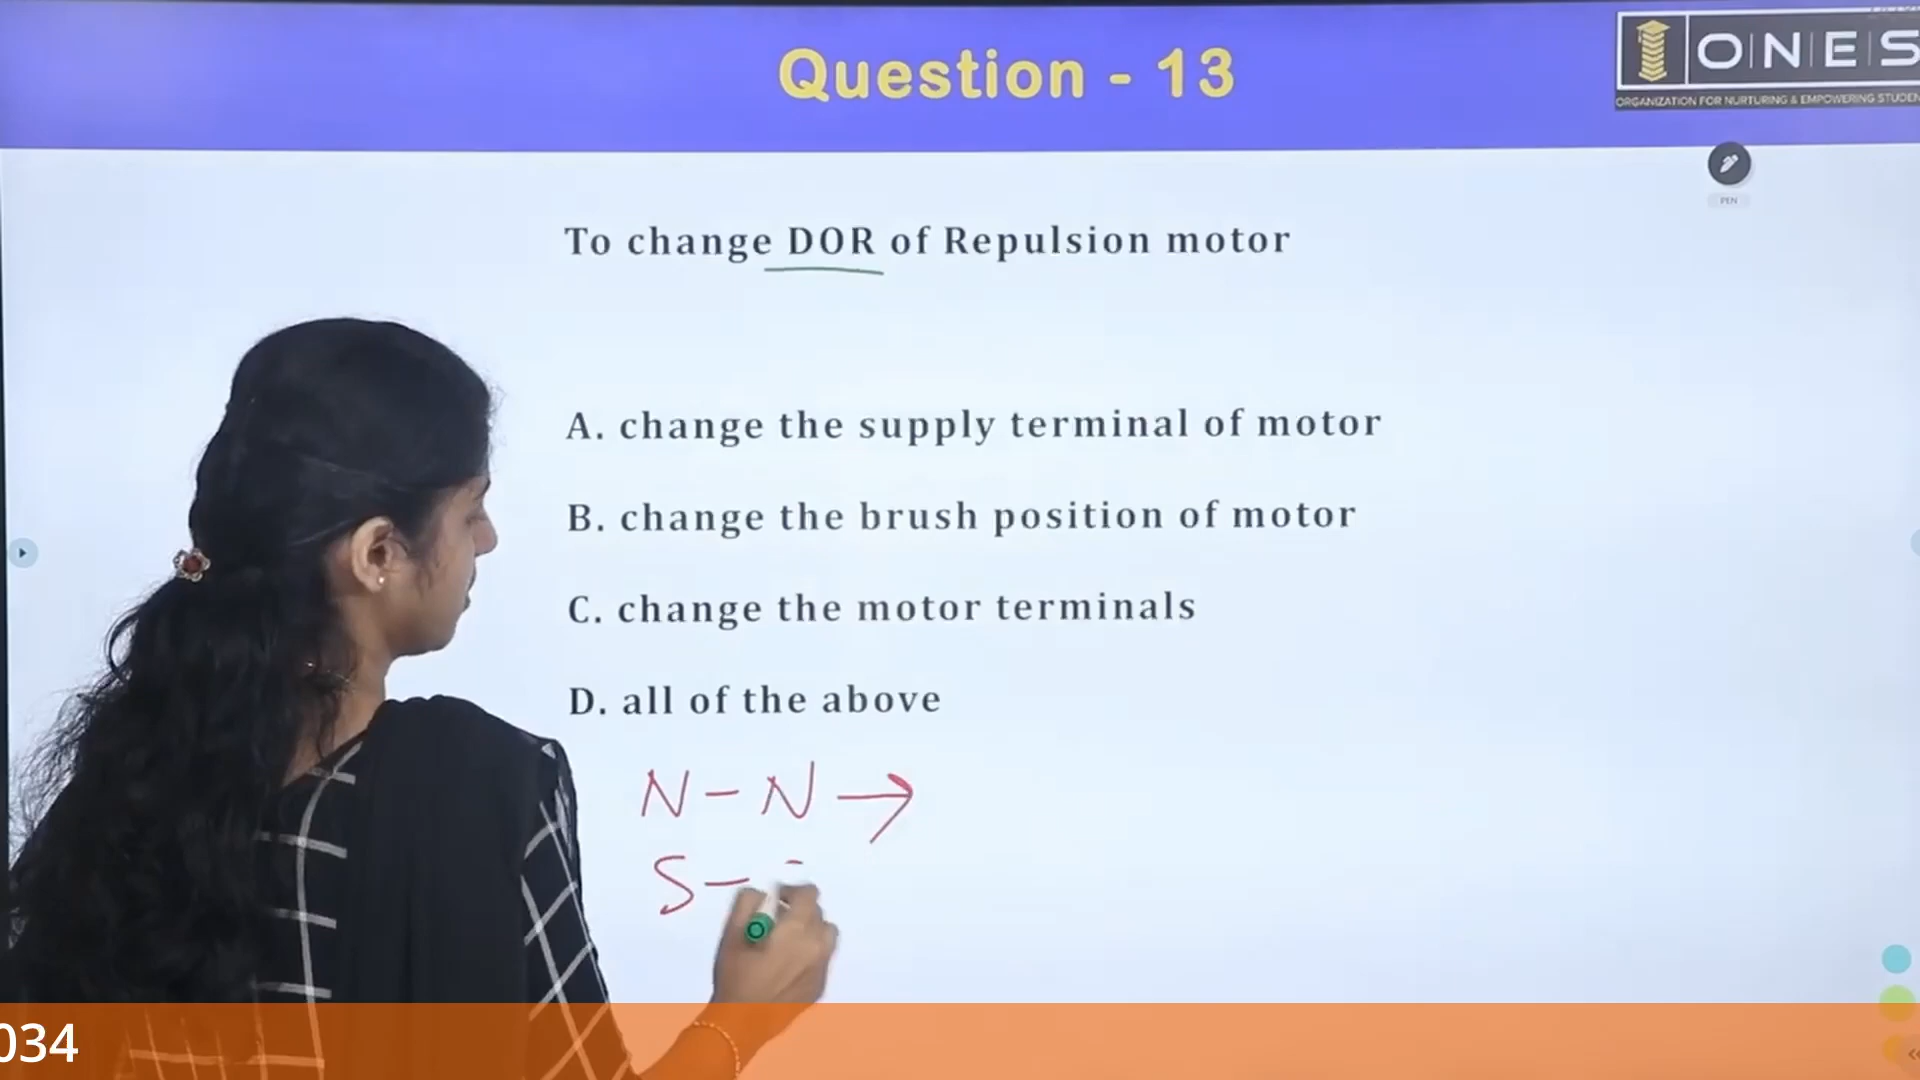 Question - 13
ONES
ORGANIZATION FOR NURTURING & EMPOWERING
PEN
To change DOR of Repulsion motor
A. change the supply terminal of motor
B. change the brush position of motor
C. change the motor terminals
D. all of the above
N - N →
S -
034